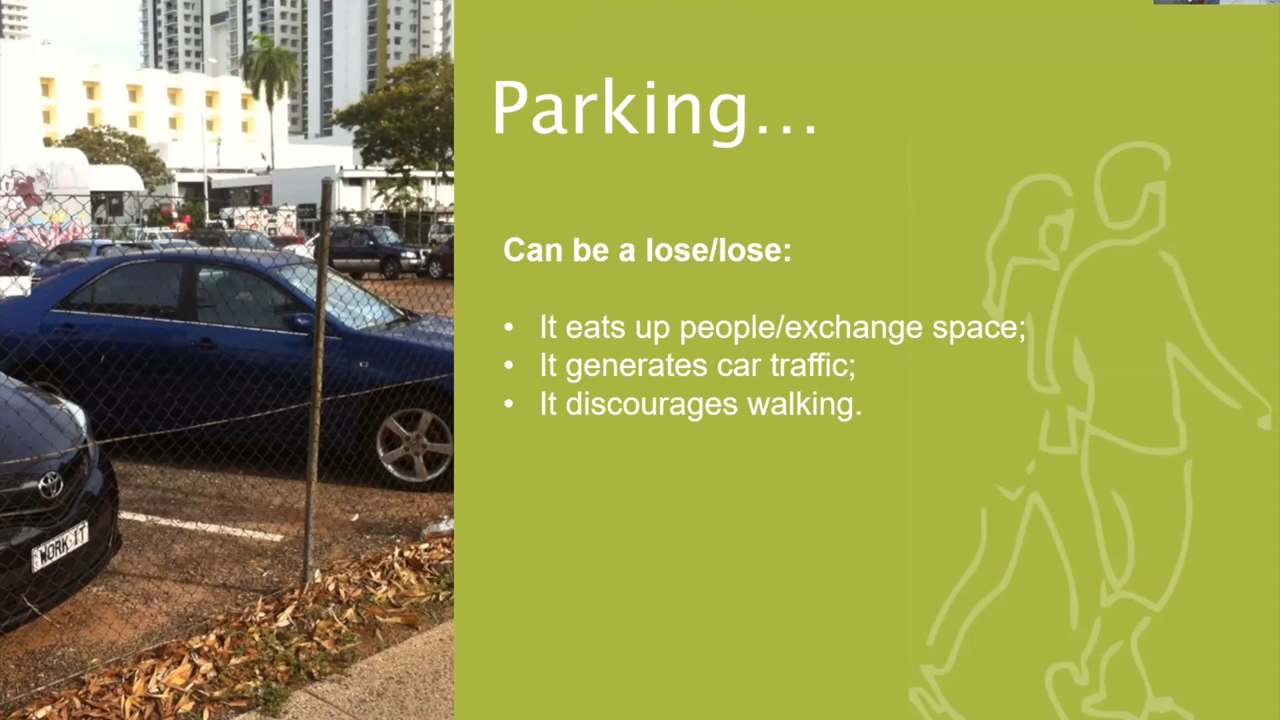 Parking...
Can be a lose/lose:
• It eats up people/exchange space;
• It generates car traffic;
• It discourages walking.
WORK·IT